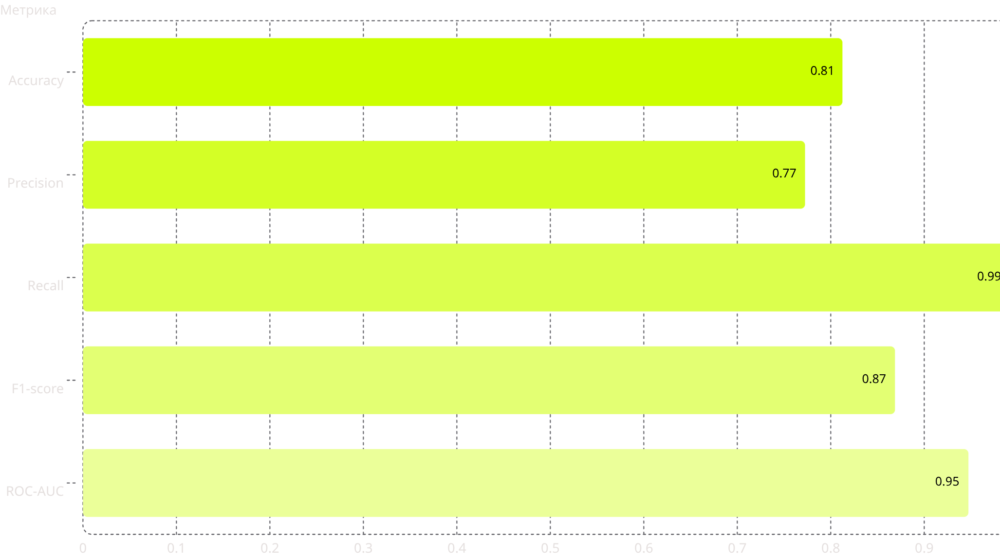 Метрика
Accuracy 0.81
Precision 0.77
Recall 0.99
F1-score 0.87
ROC-AUC 0.95
0 0.1 0.2 0.3 0.4 0.5 0.6 0.7 0.8 0.9